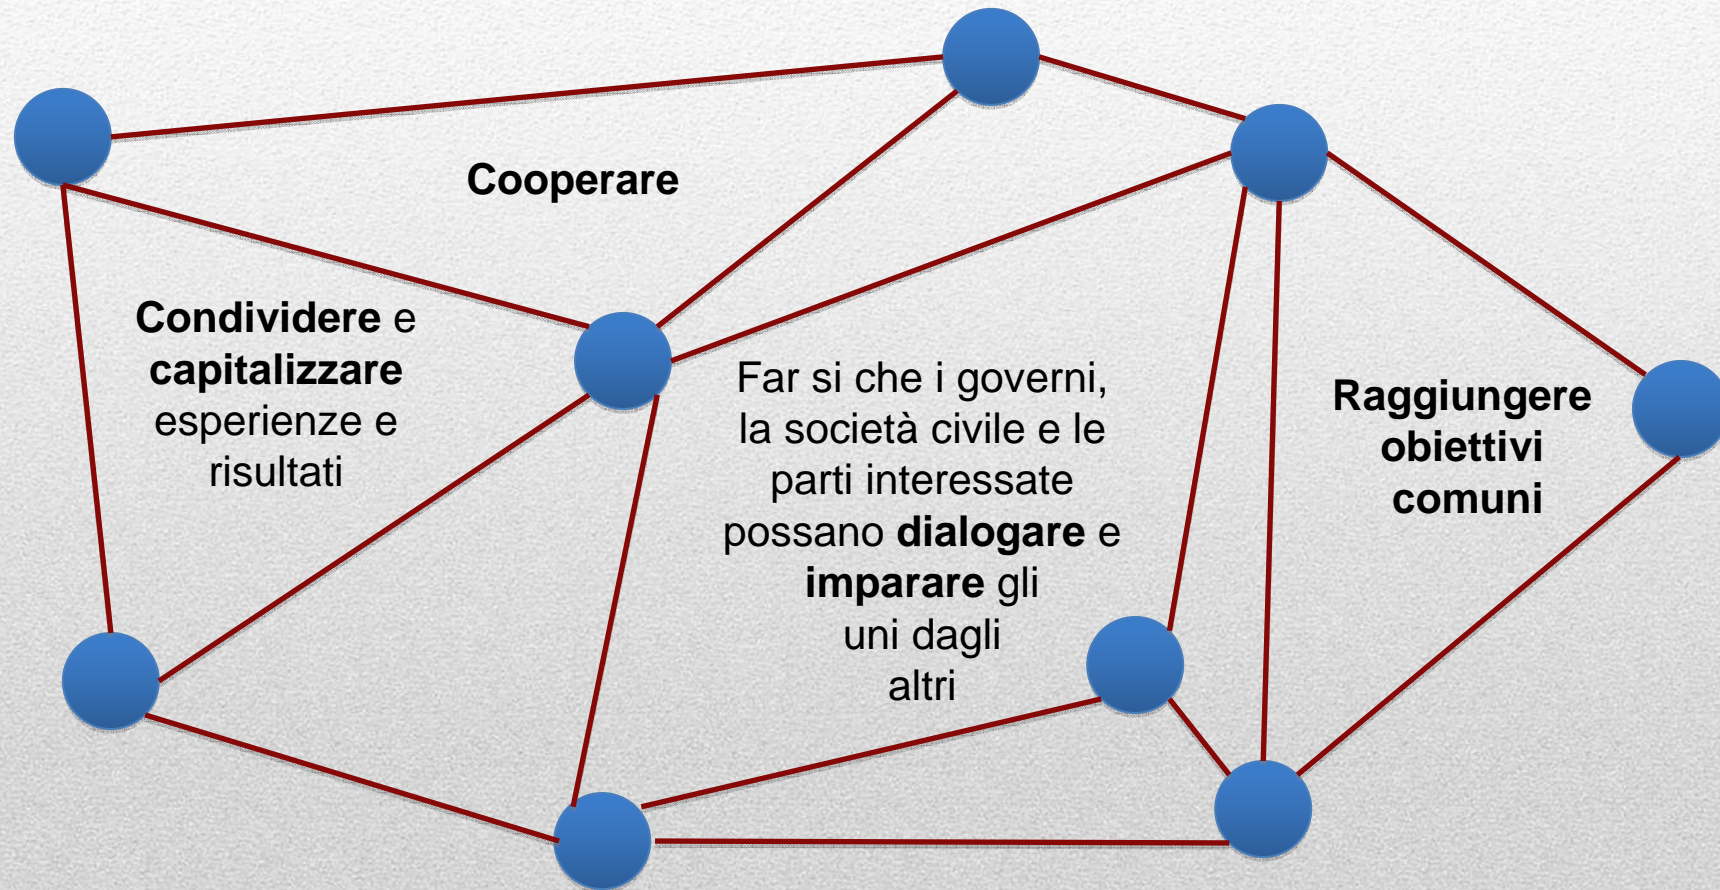 Cooperare
Condividere e
capitalizzare
esperienze e
risultati
Far si che i governi,
la società civile e le
parti interessate
possano dialogare e
imparare gli
uni dagli
altri
Raggiungere
obiettivi
comuni